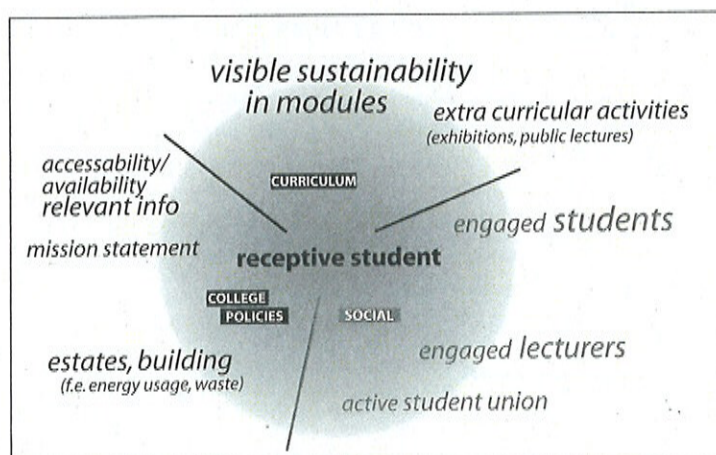 visible sustainability
in modules
extra curricular activities
(exhibitions, public lectures)
accessability/
availability
relevant info
CURRICULUM
engaged students
mission statement
receptive student
COLLEGE
POLICIES
SOCIAL
estates, building
(f.e. energy usage, waste)
engaged lecturers
active student union